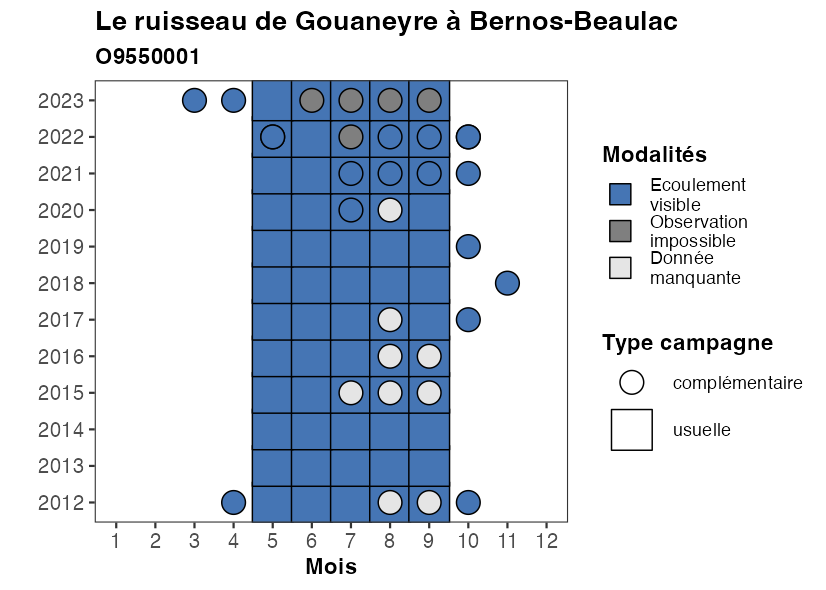 Le ruisseau de Gouaneyre à Bernos-Beaulac
O9550001
2023
2022
2021
2020
2019
2018
2017
2016
2015
2014
2013
2012
1 2 3 4 5 6 7 8 9 10 11 12
Mois
Modalités
Ecoulement
visible
Observation
impossible
Donnée
manquante
Type campagne
complémentaire
usuelle